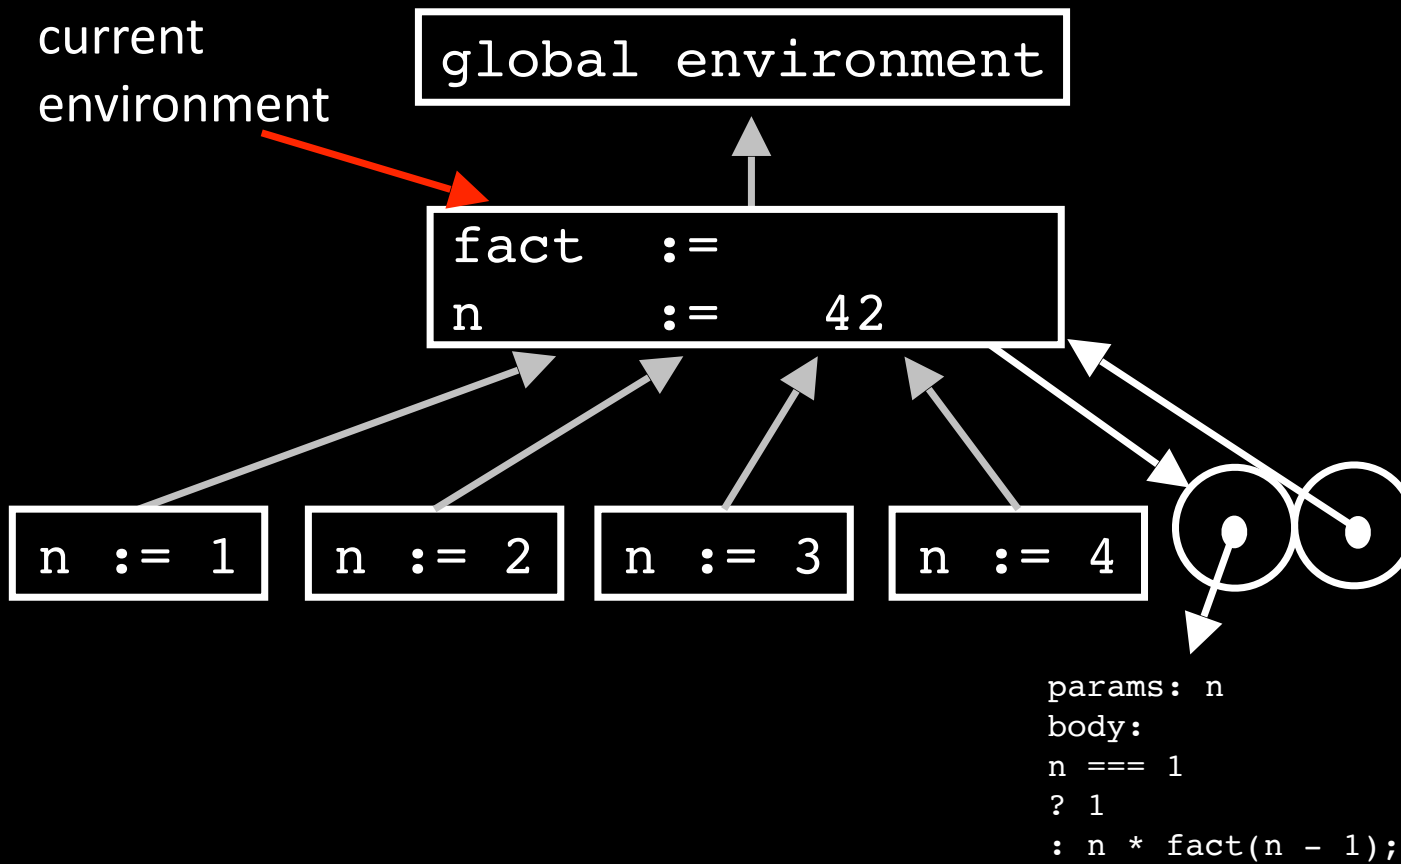 current
environment
global environment
fact :=
n := 42
n := 1
n := 2
n := 3
n := 4
params: n
body:
n === 1
? 1
: n * fact(n - 1);